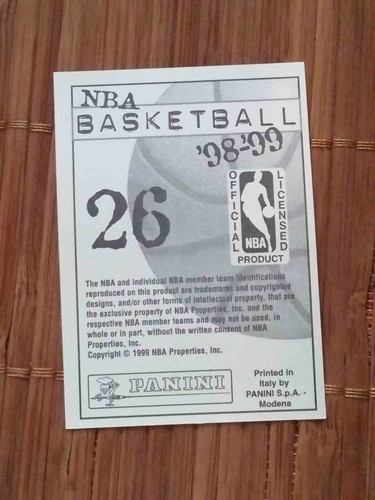 NBA
BASKETBALL
'98-'99
26
OFFICIAL
LICENSED
NBA
PRODUCT
The NBA and individual NBA member team identifications
reproduced on this product are trademarks and copyrighted
designs, and/or other forms of intellectual property, that are
the exclusive property of NBA Properties, Inc. and the
respective NBA member teams and may not be used, in
whole or in part, without the written consent of NBA
Properties, Inc.
Copyright © 1999 NBA Properties, Inc.
PANINI
Printed in
Italy by
PANINI S.p.A. -
Modena